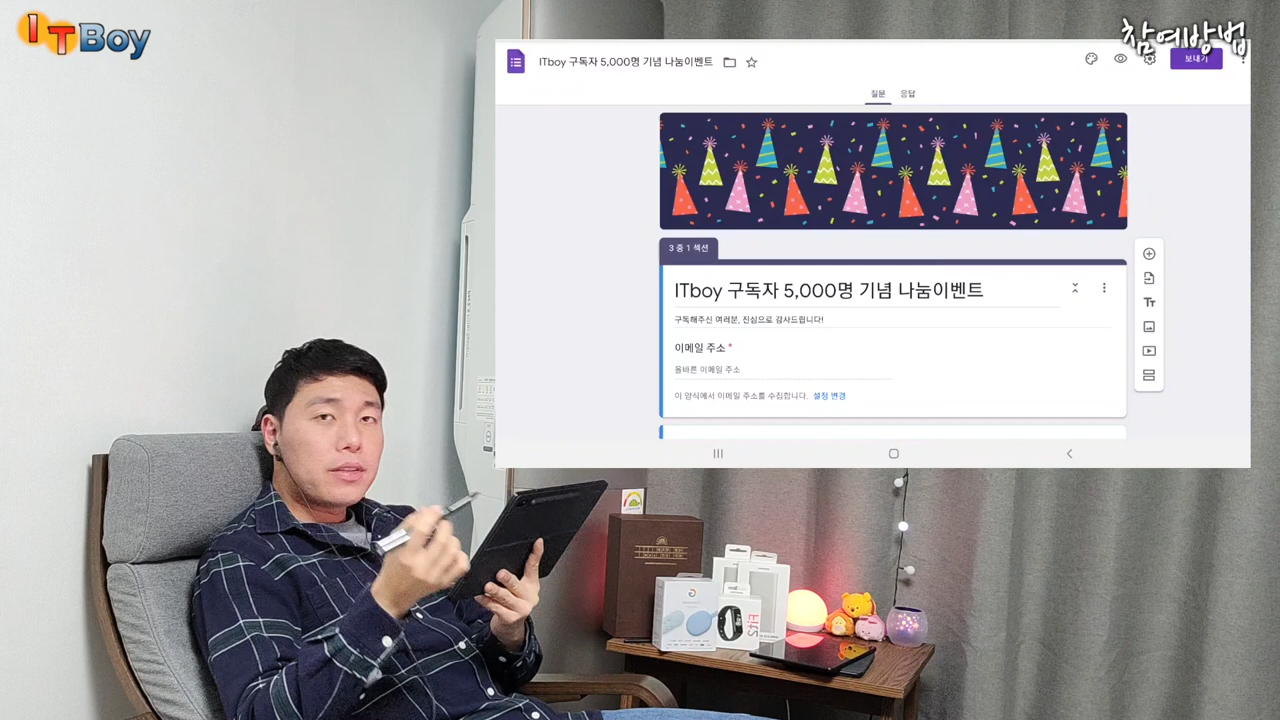 ITBoy
참여방법
ITboy 구독자 5,000명 기념 나눔이벤트
보내기
질문 응답
3 중 1 섹션
ITboy 구독자 5,000명 기념 나눔이벤트
구독해주신 여러분, 진심으로 감사드립니다!
이메일 주소 *
올바른 이메일 주소
이 양식에서 이메일 주소를 수집합니다. 설정 변경
Tт